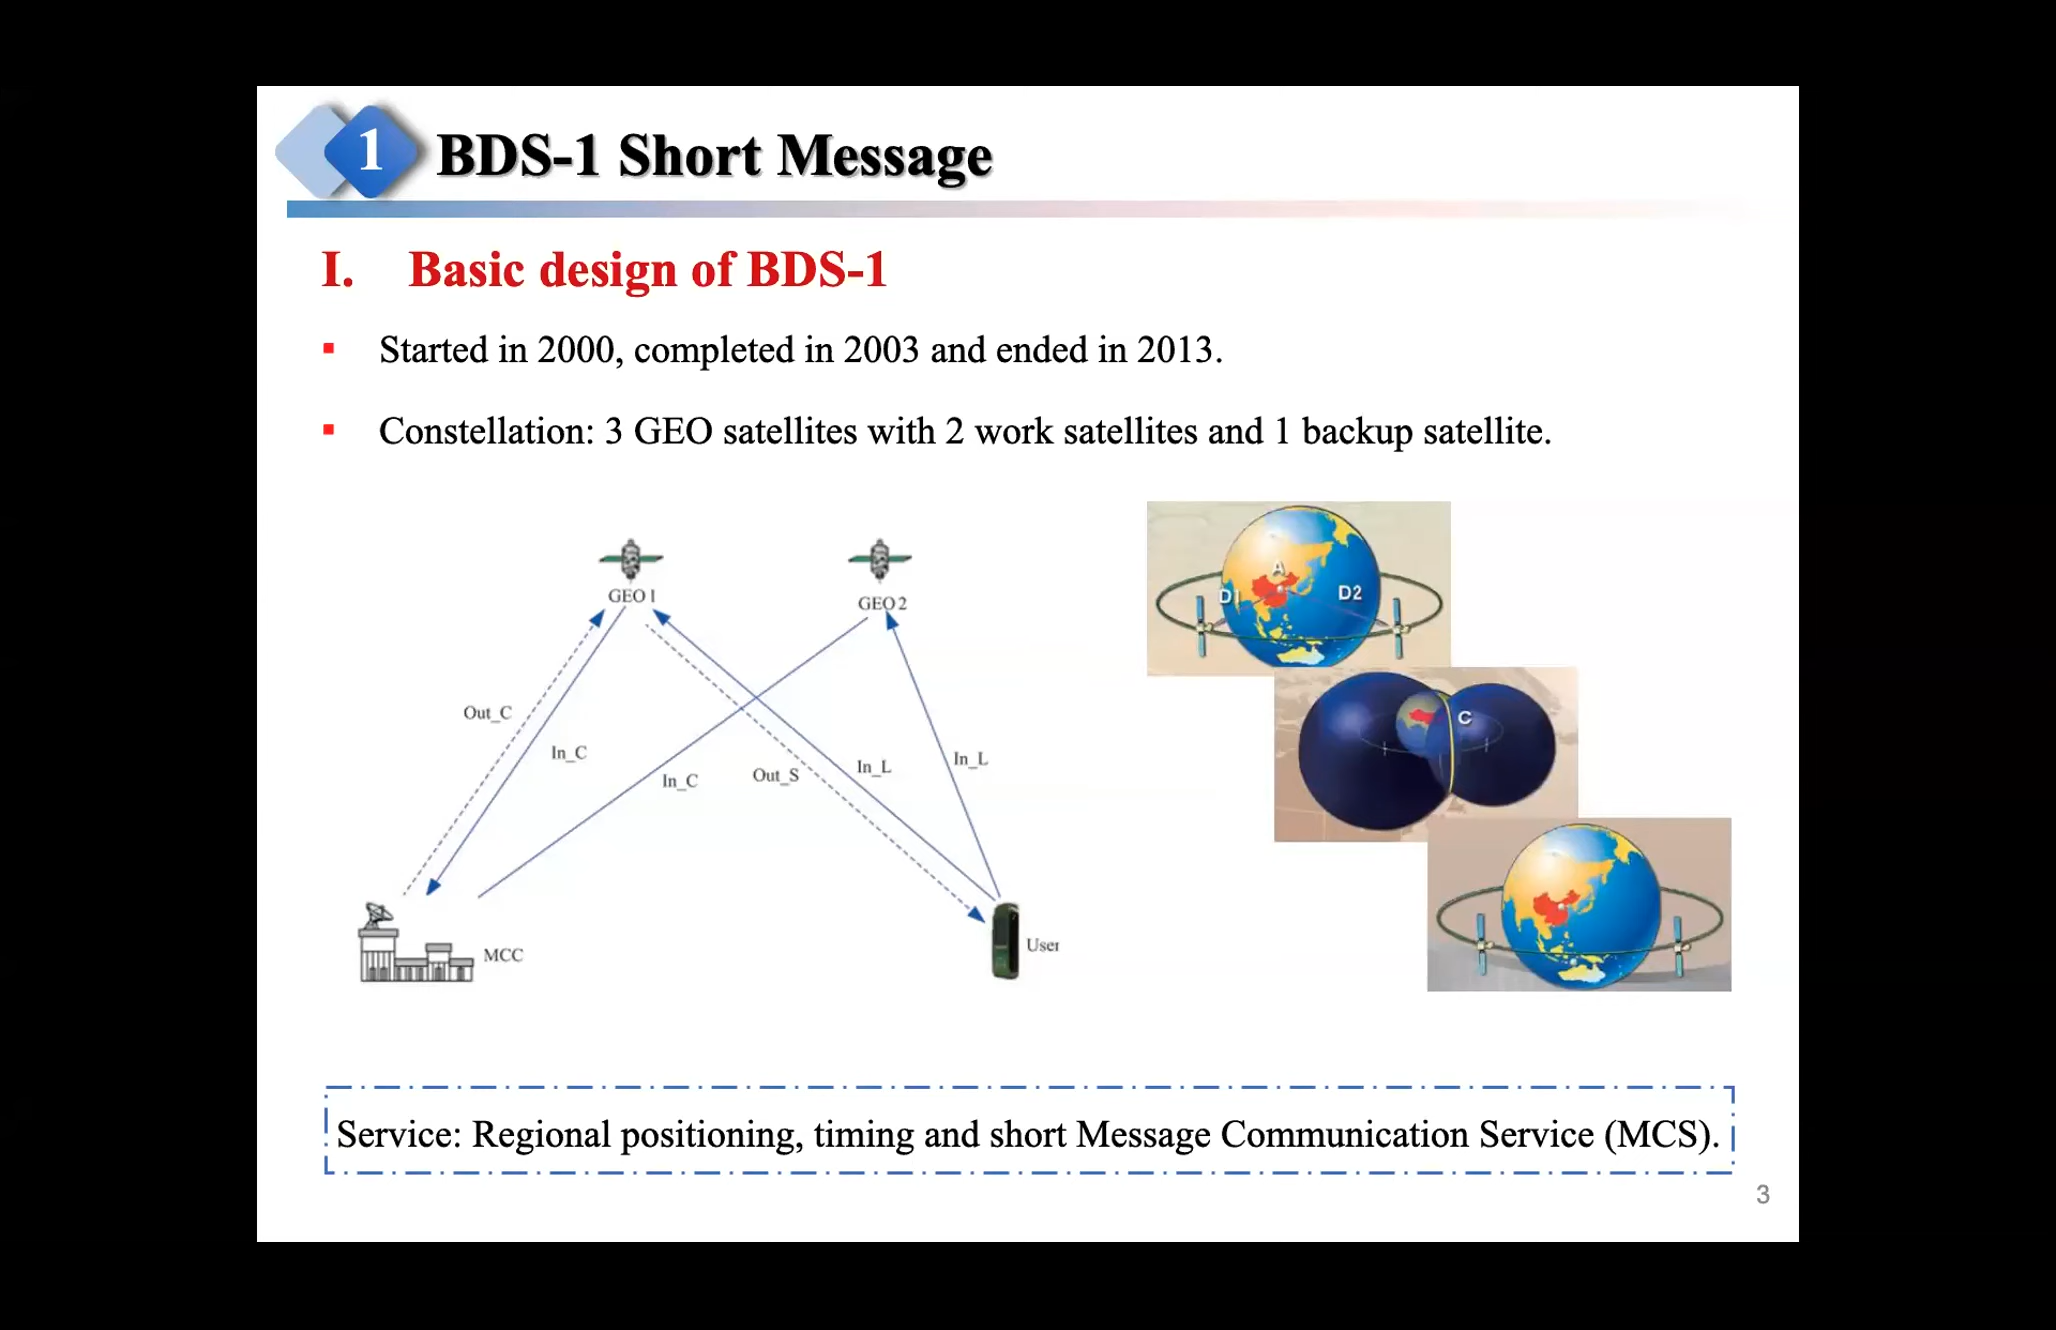 1 BDS-1 Short Message
I. Basic design of BDS-1
▪ Started in 2000, completed in 2003 and ended in 2013.
▪ Constellation: 3 GEO satellites with 2 work satellites and 1 backup satellite.
GEO 1
GEO 2
Out_C
In_C
In_C
Out_S
In_L
In_L
MCC
User
A
D1
D2
C
Service: Regional positioning, timing and short Message Communication Service (MCS).
3